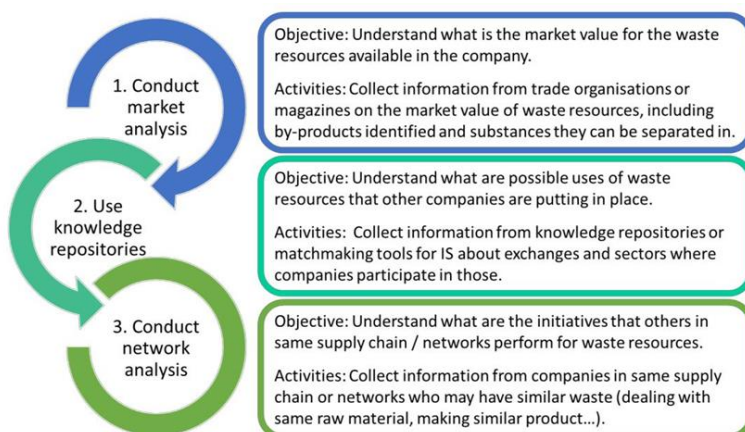 1. Conduct
market
analysis
Objective: Understand what is the market value for the waste
resources available in the company.
Activities: Collect information from trade organisations or
magazines on the market value of waste resources, including
by-products identified and substances they can be separated in.
2. Use
knowledge
repositories
Objective: Understand what are possible uses of waste
resources that other companies are putting in place.
Activities: Collect information from knowledge repositories or
matchmaking tools for IS about exchanges and sectors where
companies participate in those.
3. Conduct
network
analysis
Objective: Understand what are the initiatives that others in
same supply chain / networks perform for waste resources.
Activities: Collect information from companies in same supply
chain or networks who may have similar waste (dealing with
same raw material, making similar product…).